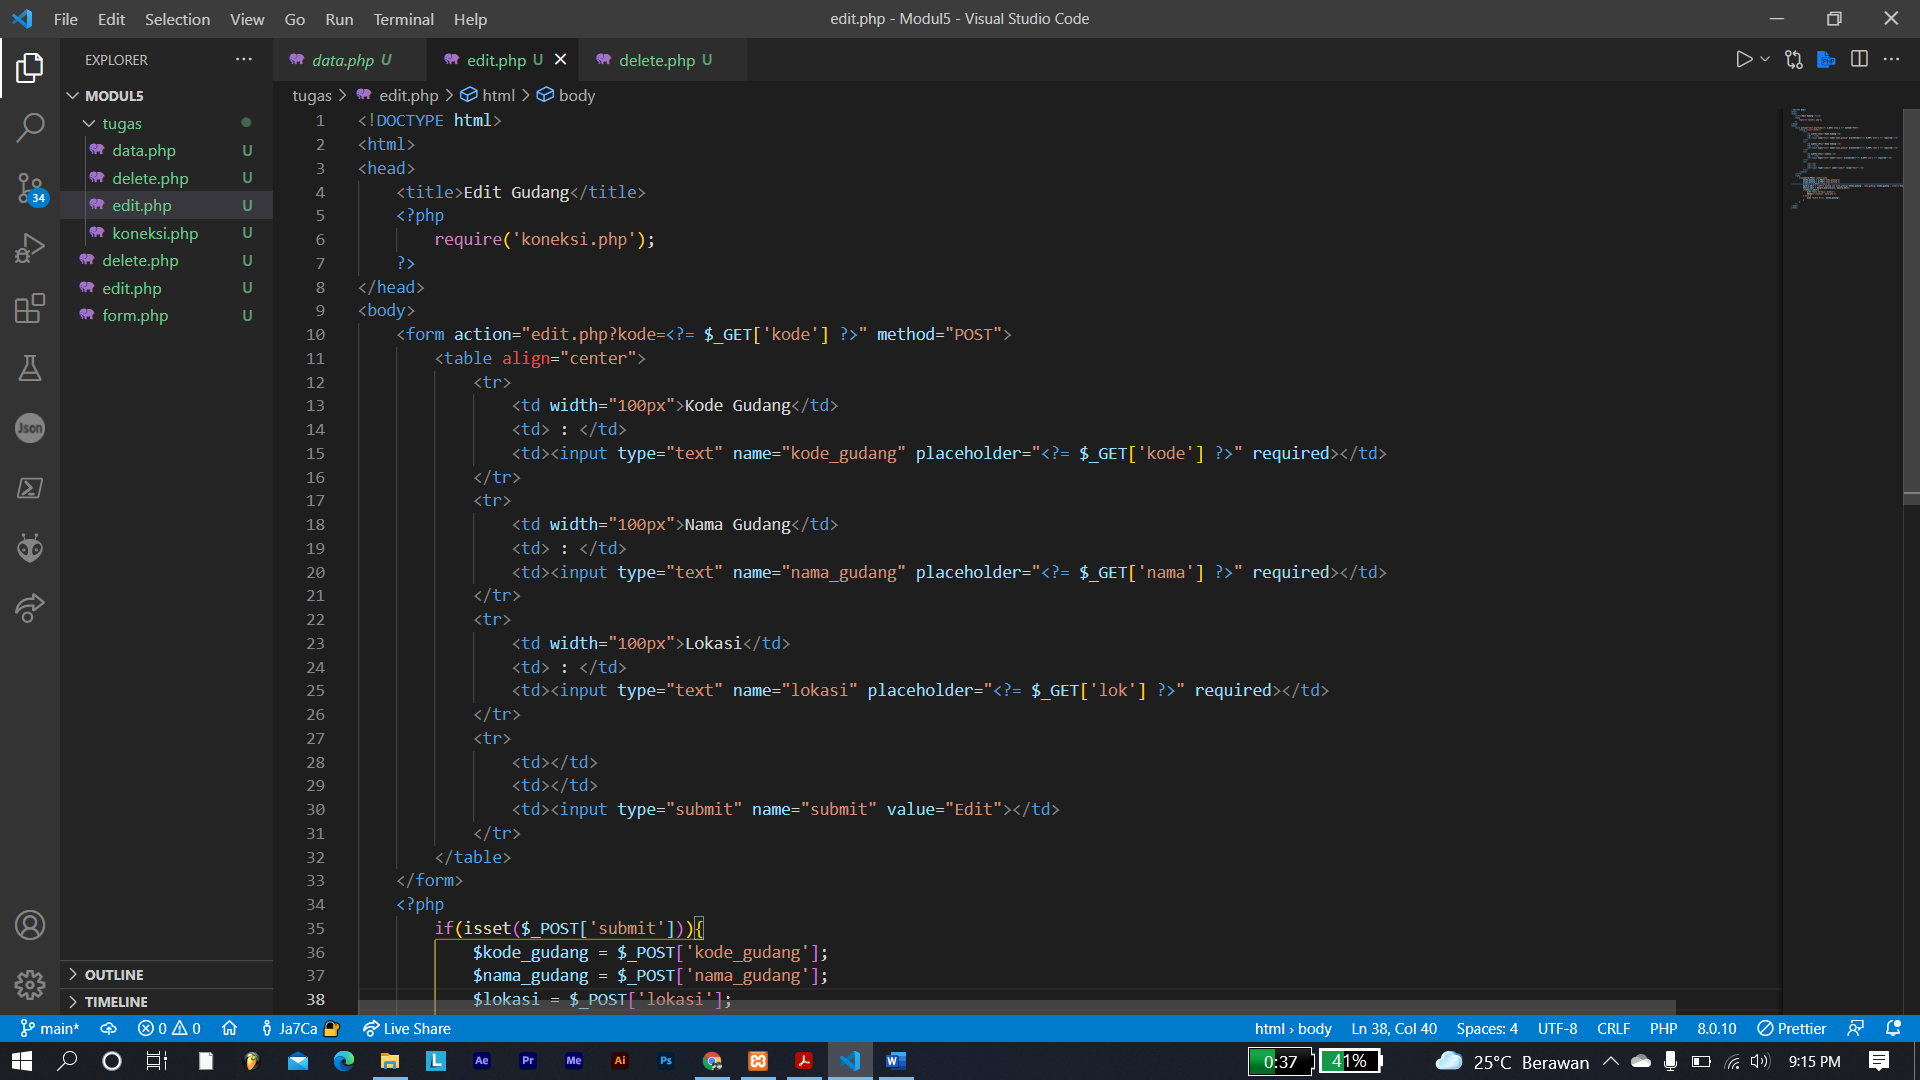 File Edit Selection View Go Run Terminal Help
edit.php - Modul5 - Visual Studio Code
EXPLORER
data.php U
edit.php U
delete.php U
MODUL5
tugas
data.php U
delete.php U
edit.php U
koneksi.php U
delete.php U
edit.php U
form.php U
34
Json
OUTLINE
TIMELINE
tugas > edit.php > html > body
1 <!DOCTYPE html>
2 <html>
3 <head>
4 <title>Edit Gudang</title>
5 <?php
6 require('koneksi.php');
7 ?>
8 </head>
9 <body>
10 <form action="edit.php?kode=<?= $_GET['kode'] ?>" method="POST">
11 <table align="center">
12 <tr>
13 <td width="100px">Kode Gudang</td>
14 <td> : </td>
15 <td><input type="text" name="kode_gudang" placeholder="<?= $_GET['kode'] ?>" required></td>
16 </tr>
17 <tr>
18 <td width="100px">Nama Gudang</td>
19 <td> : </td>
20 <td><input type="text" name="nama_gudang" placeholder="<?= $_GET['nama'] ?>" required></td>
21 </tr>
22 <tr>
23 <td width="100px">Lokasi</td>
24 <td> : </td>
25 <td><input type="text" name="lokasi" placeholder="<?= $_GET['lok'] ?>" required></td>
26 </tr>
27 <tr>
28 <td></td>
29 <td></td>
30 <td><input type="submit" name="submit" value="Edit"></td>
31 </tr>
32 </table>
33 </form>
34 <?php
35 if(isset($_POST['submit'])){
36 $kode_gudang = $_POST['kode_gudang'];
37 $nama_gudang = $_POST['nama_gudang'];
38 $lokasi = $_POST['lokasi'];
main* 0 0 Ja7Ca Live Share
html > body Ln 38, Col 40 Spaces: 4 UTF-8 CRLF PHP 8.0.10 Prettier
L Ae Pr Me Ai Ps W
0:37 41% 25°C Berawan 9:15 PM